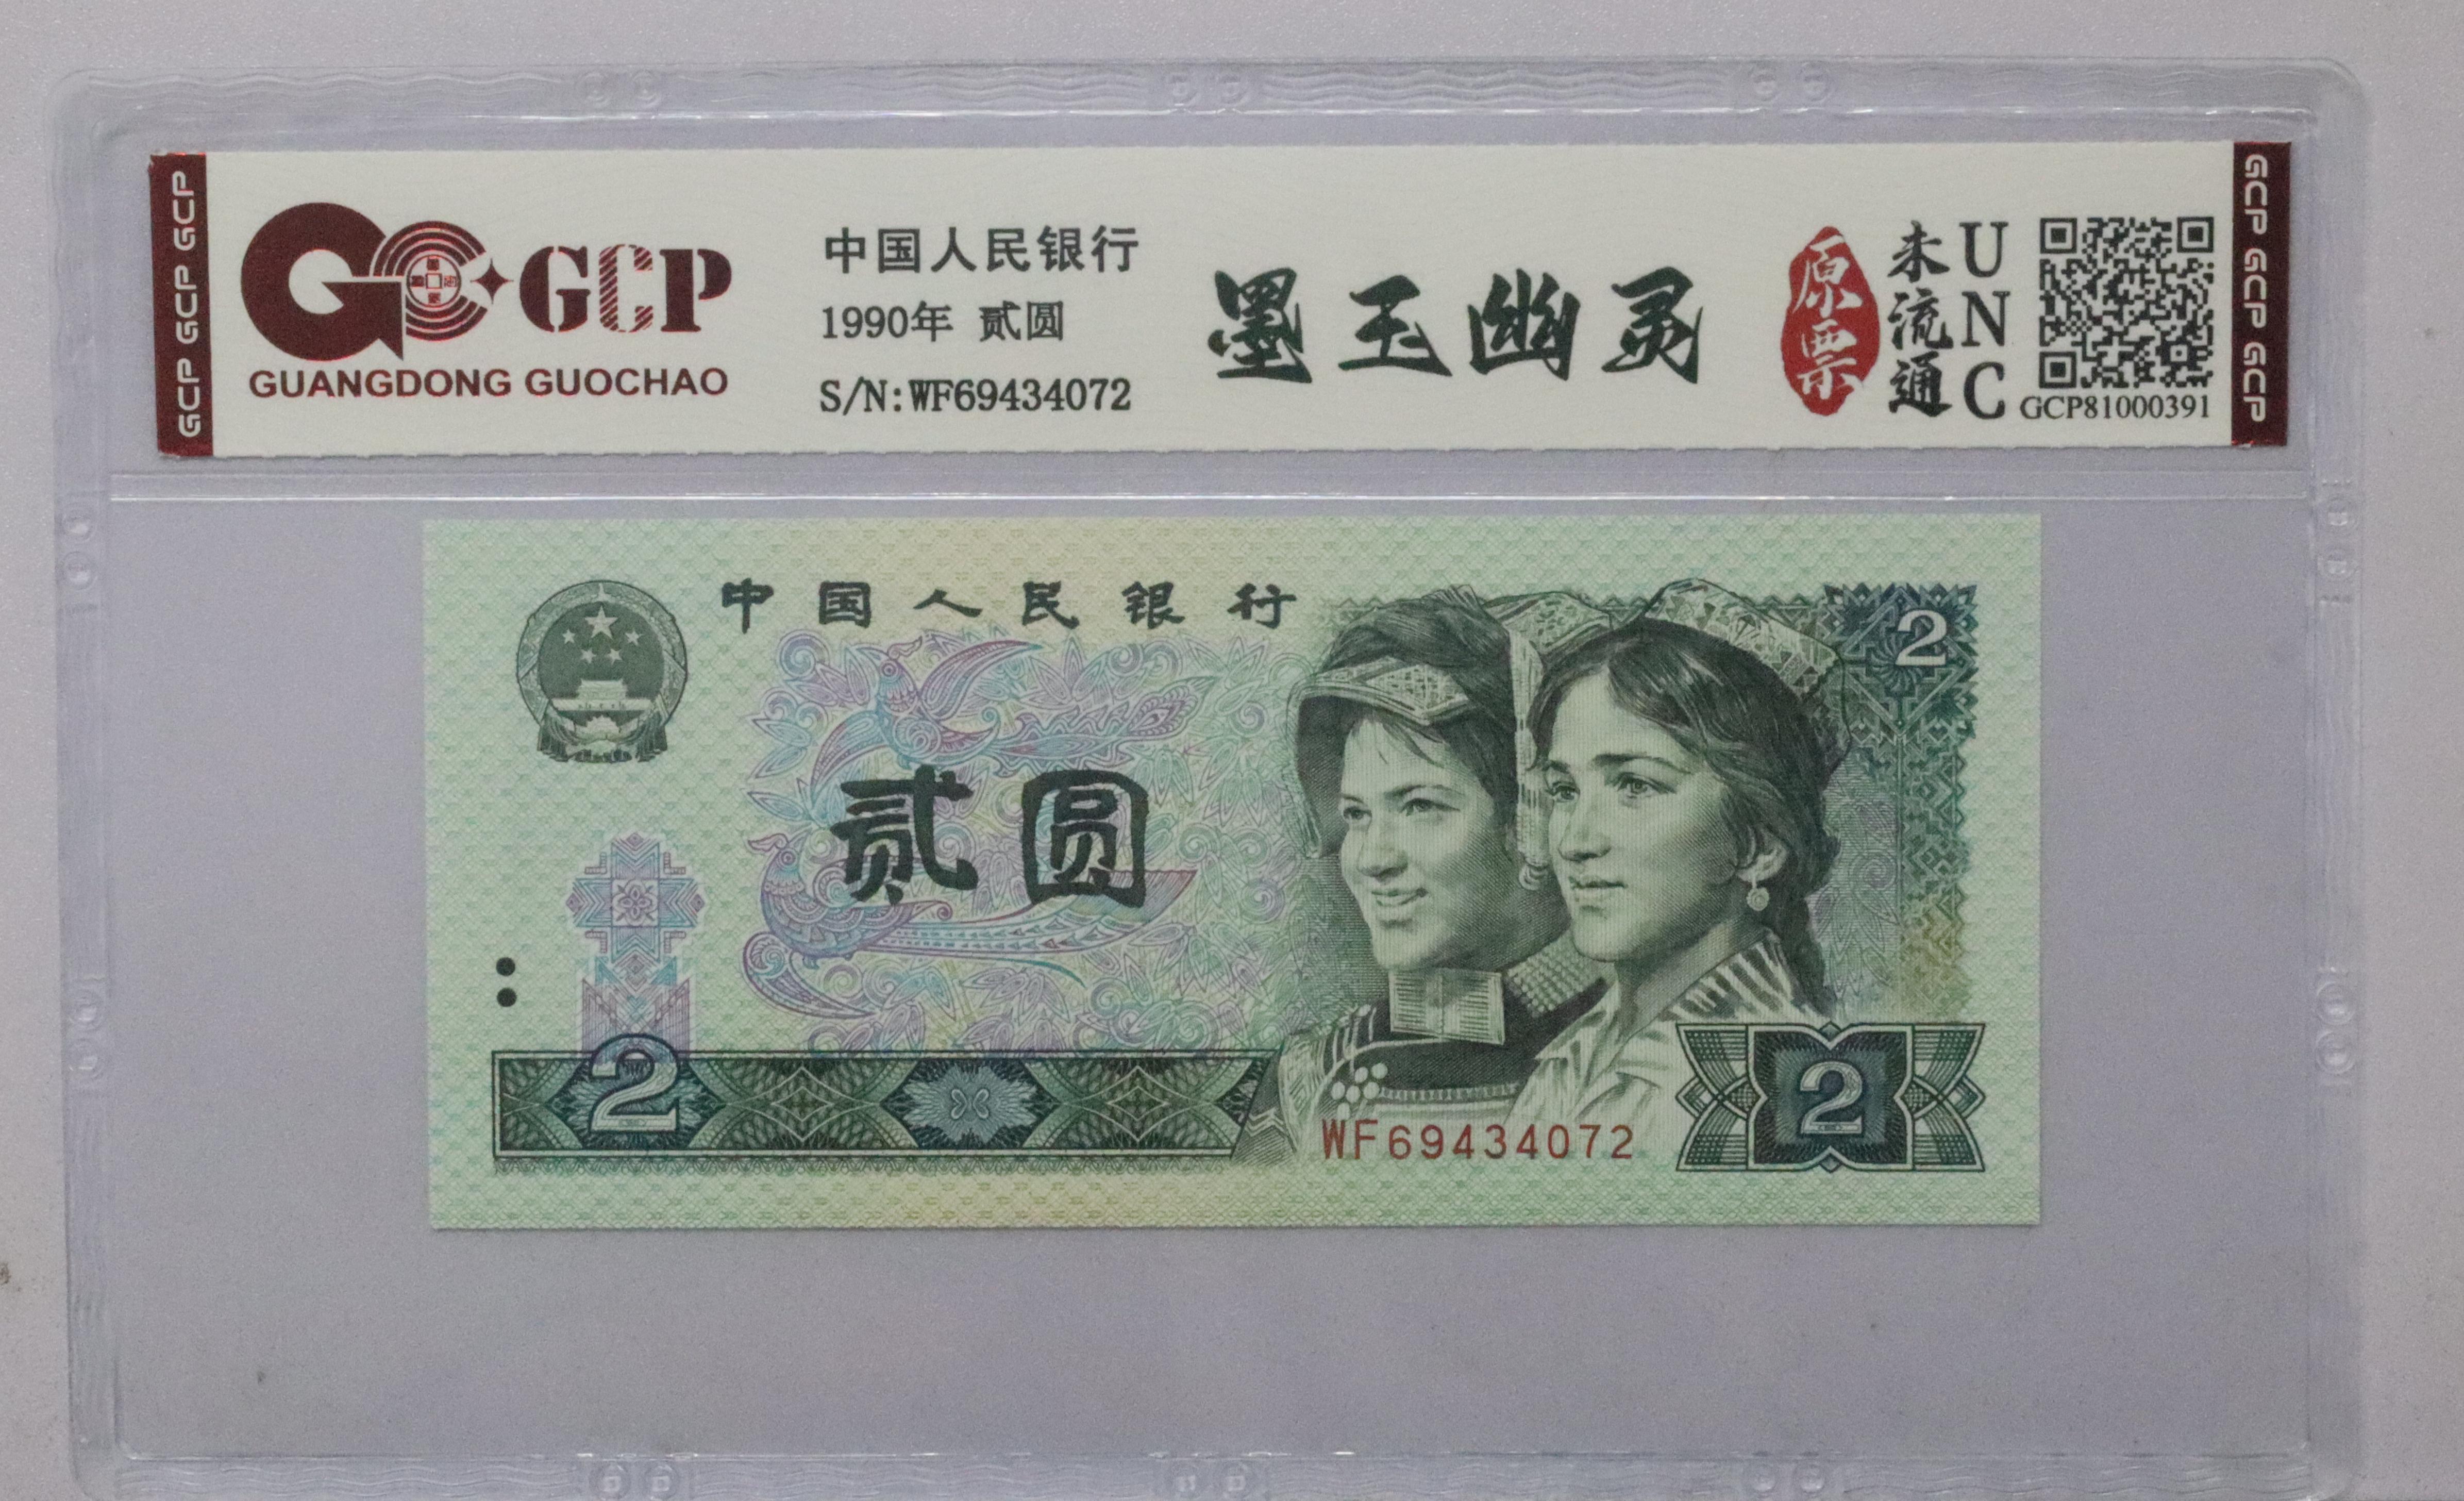 GCP GCP GCP
GCP
GUANGDONG GUOCHAO
中国人民银行
1990年 贰圆
S/N:WF69434072
墨玉幽灵
原票
未流通
UNC
GCP81000391
GCP GCP GCP
中国人民银行
2
贰圆
2
WF69434072
2